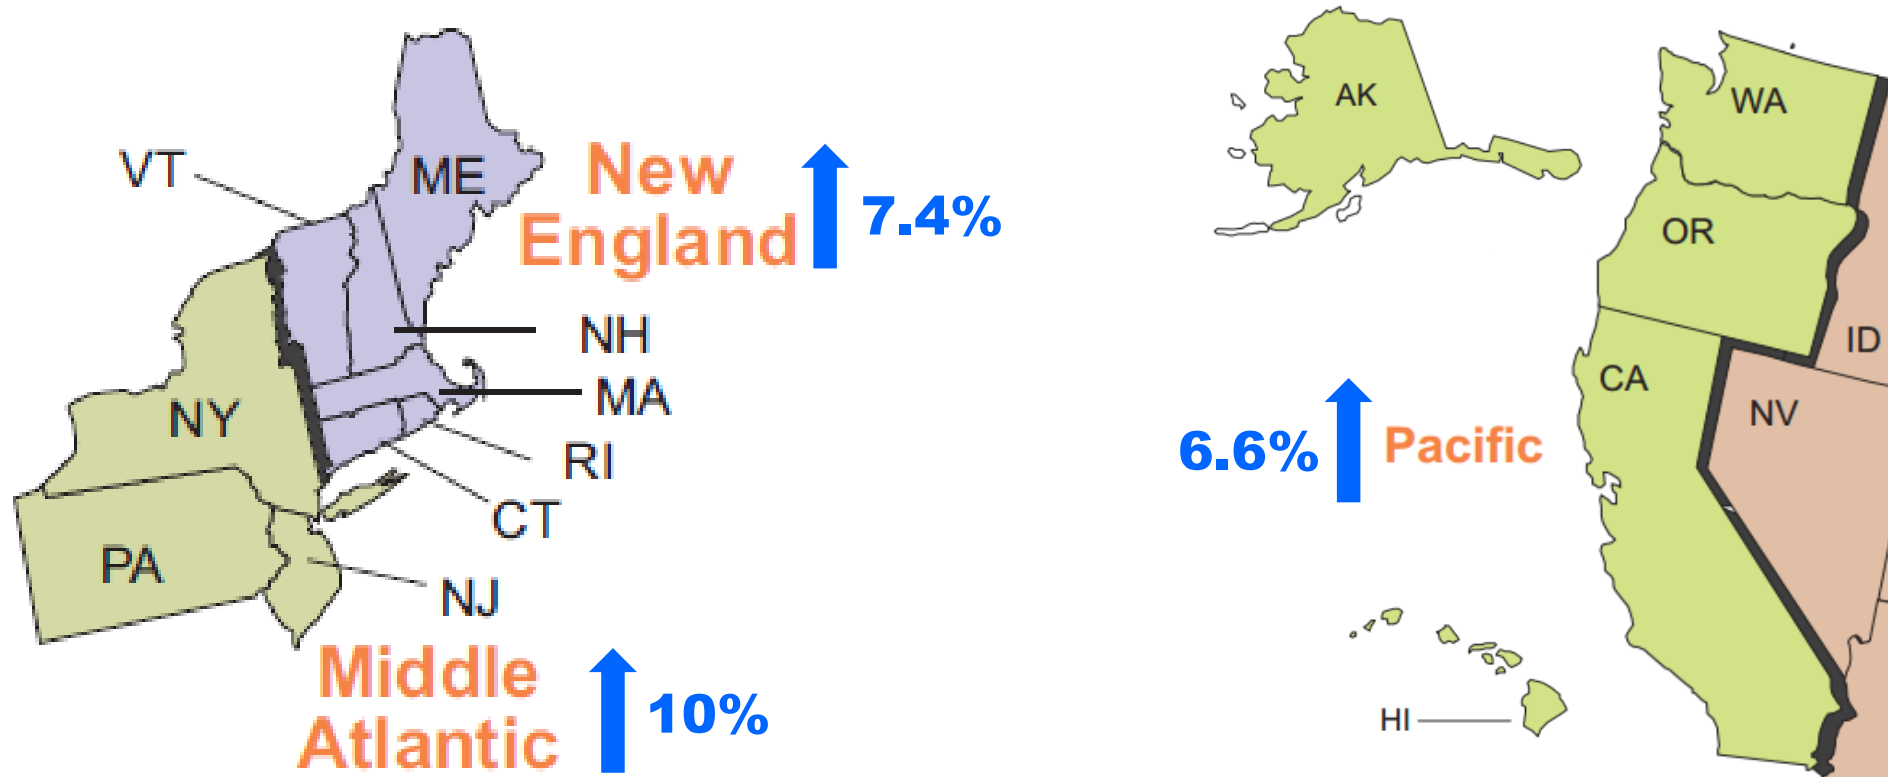 VT
ME
New
England
7.4%
NH
MA
RI
CT
NY
PA
NJ
Middle
Atlantic
10%
AK
WA
OR
ID
CA
NV
6.6%
Pacific
HI